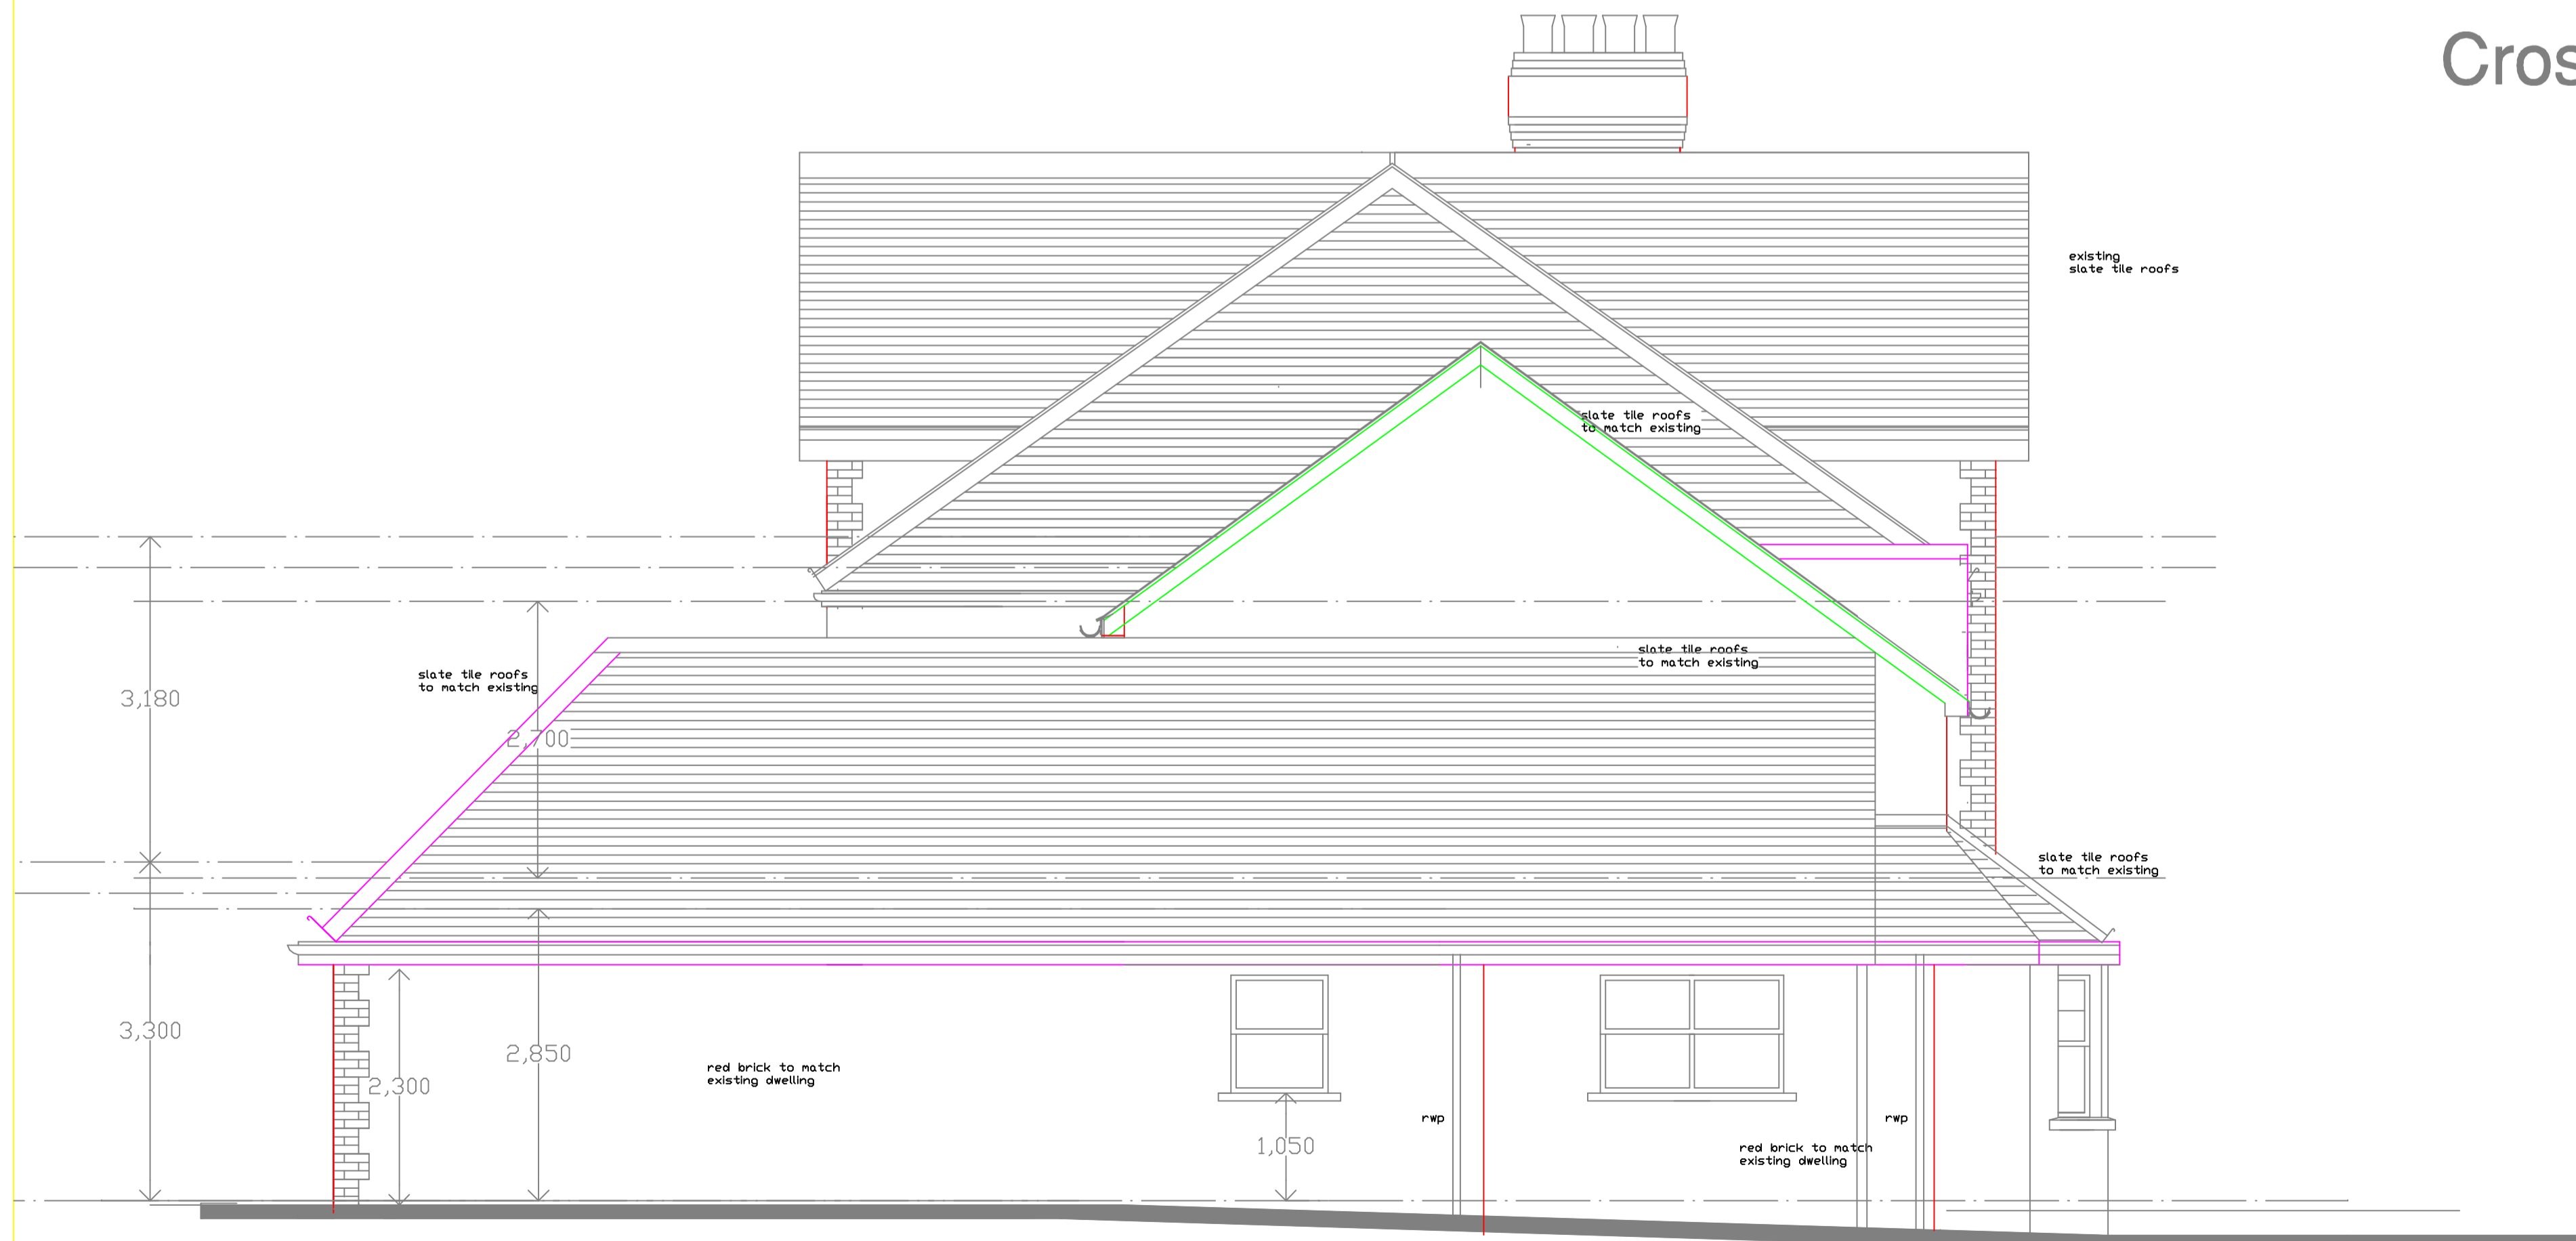 Cros
existing
slate tile roofs
slate tile roofs
to match existing
slate tile roofs
to match existing
slate tile roofs
to match existing
3,180
2,700
slate tile roofs
to match existing
3,300
2,850
2,300
red brick to match
existing dwelling
rwp
rwp
1,050
red brick to match
existing dwelling